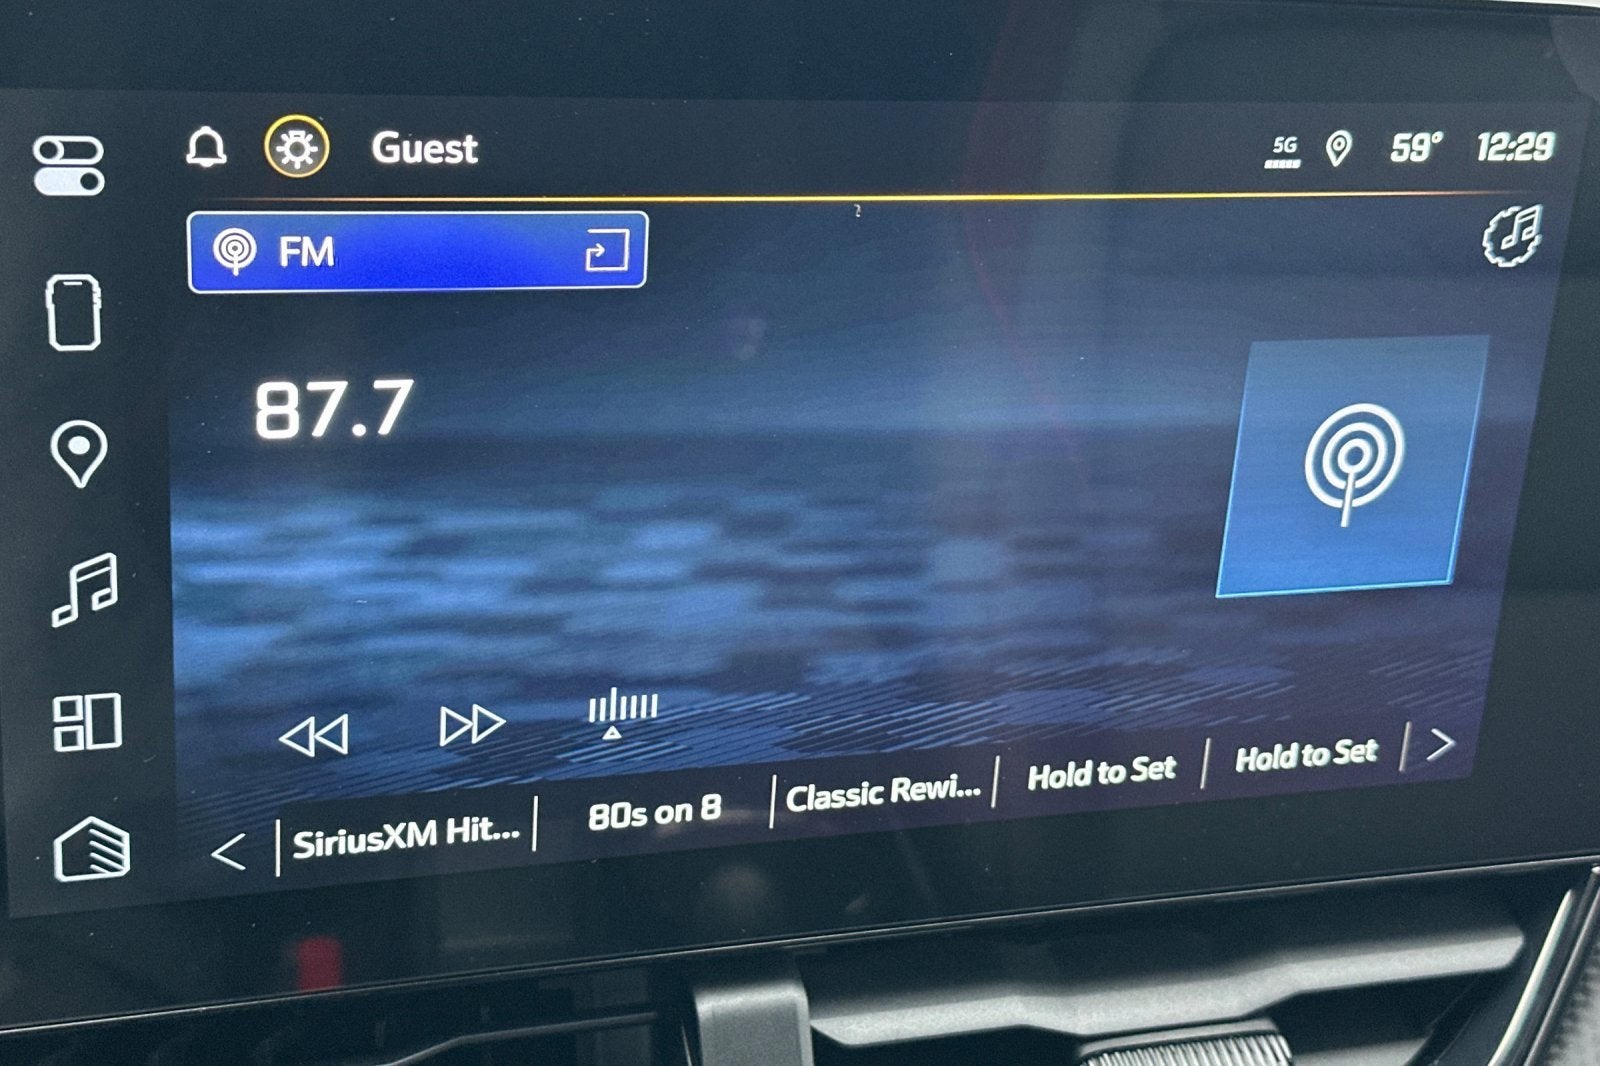 Guest
5G
59°
12:29
FM
87.7
SiriusXM Hit...
80s on 8
Classic Rewi...
Hold to Set
Hold to Set